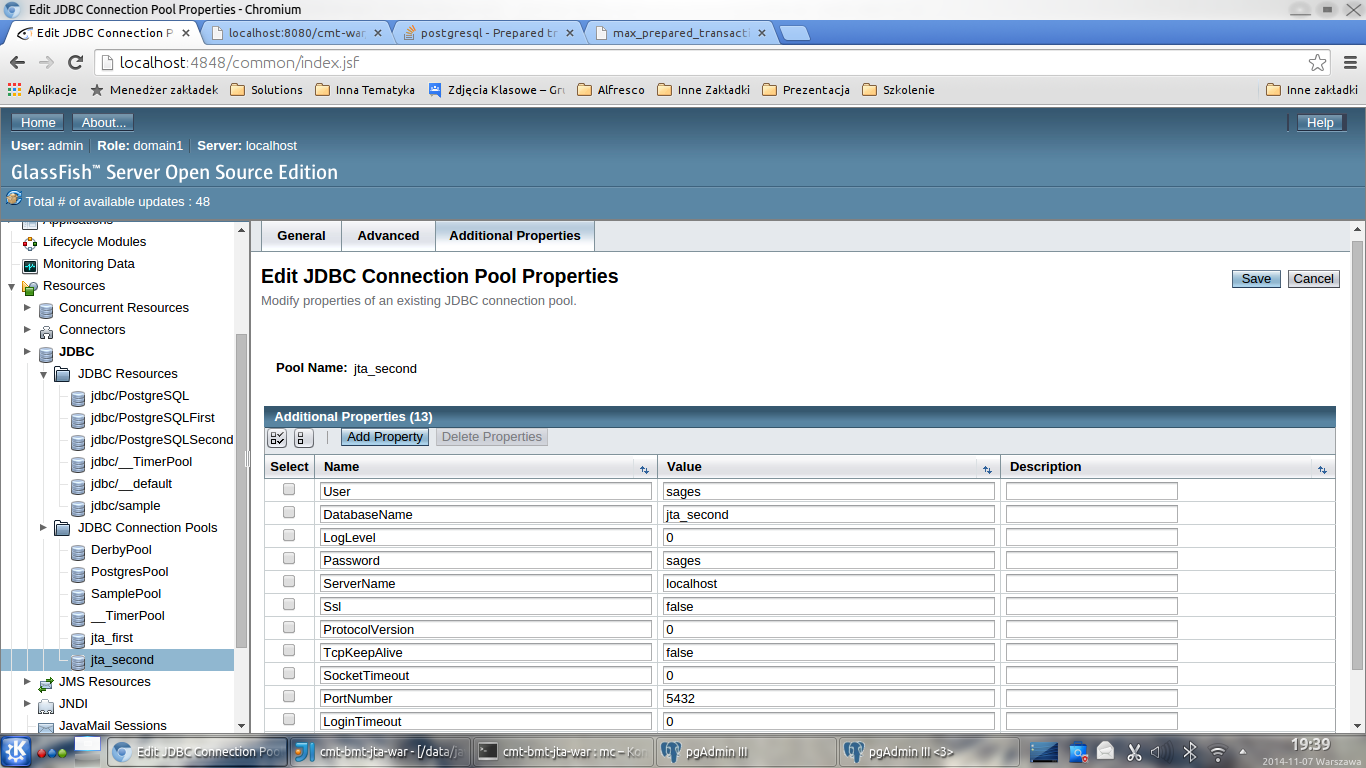 Edit JDBC Connection Pool Properties - Chromium
Edit JDBC Connection P
localhost:8080/cmt-war
postgresql - Prepared tr
max_prepared_transacti
localhost:4848/common/index.jsf
Aplikacje
Menedżer zakładek
Solutions
Inna Tematyka
Zdjęcia Klasowe – Gru
Alfresco
Inne Zakładki
Prezentacja
Szkolenie
Inne zakładki
Home
About...
Help
User: admin
Role: domain1
Server: localhost
GlassFish™ Server Open Source Edition
Total # of available updates : 48
Applications
Lifecycle Modules
Monitoring Data
Resources
Concurrent Resources
Connectors
JDBC
JDBC Resources
jdbc/PostgreSQL
jdbc/PostgreSQLFirst
jdbc/PostgreSQLSecond
jdbc/__TimerPool
jdbc/__default
jdbc/sample
JDBC Connection Pools
DerbyPool
PostgresPool
SamplePool
__TimerPool
jta_first
jta_second
JMS Resources
JNDI
JavaMail Sessions
General
Advanced
Additional Properties
Edit JDBC Connection Pool Properties
Save
Cancel
Modify properties of an existing JDBC connection pool.
Pool Name: jta_second
Additional Properties (13)
Add Property
Delete Properties
Select Name Value Description
User sages
DatabaseName jta_second
LogLevel 0
Password sages
ServerName localhost
Ssl false
ProtocolVersion 0
TcpKeepAlive false
SocketTimeout 0
PortNumber 5432
LoginTimeout 0
Edit JDBC Connection Poo
cmt-bmt-jta-war - [/data/ja
cmt-bmt-jta-war : mc – Kon
pgAdmin III
pgAdmin III <3>
19:39
2014-11-07 Warszawa